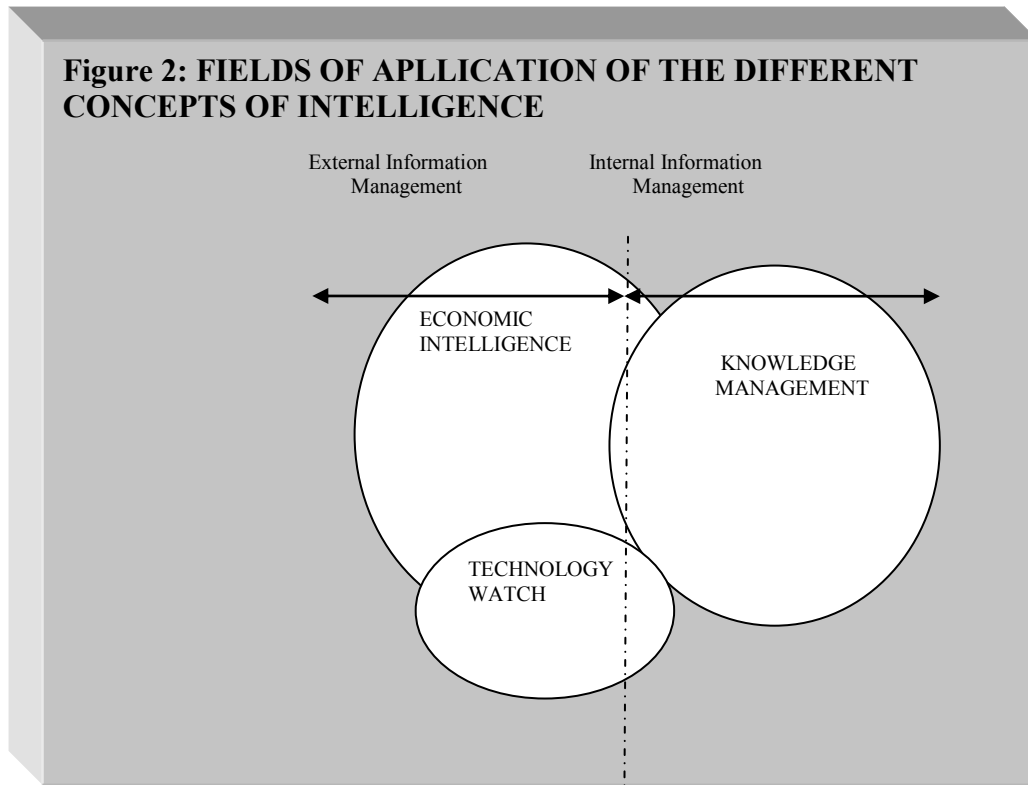 Figure 2: FIELDS OF APLLICATION OF THE DIFFERENT
CONCEPTS OF INTELLIGENCE
External Information
Management
Internal Information
Management
ECONOMIC
INTELLIGENCE
KNOWLEDGE
MANAGEMENT
TECHNOLOGY
WATCH